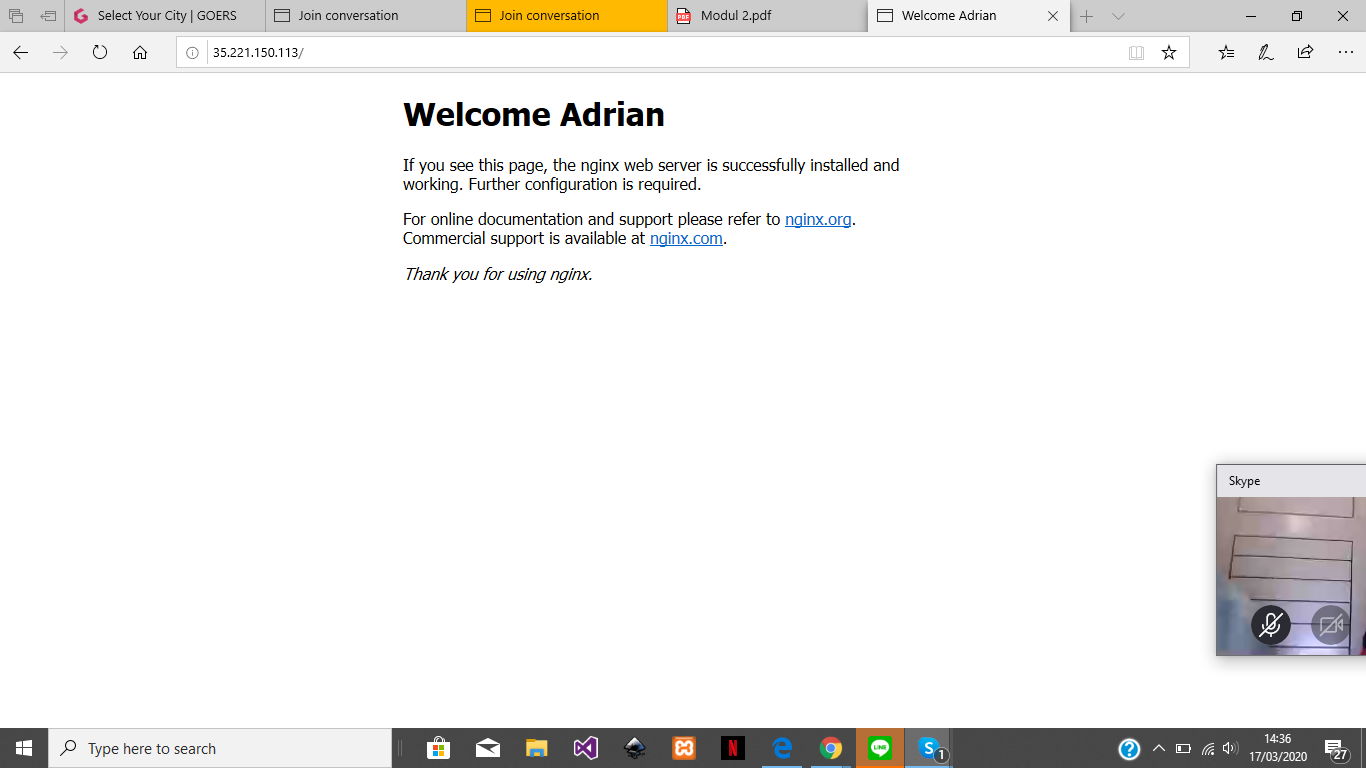 Select Your City | GOERS
Join conversation
Join conversation
PDF
Modul 2.pdf
Welcome Adrian
35.221.150.113/
Welcome Adrian
If you see this page, the nginx web server is successfully installed and
working. Further configuration is required.
For online documentation and support please refer to nginx.org.
Commercial support is available at nginx.com.
Thank you for using nginx.
Skype
Type here to search
N
LINE
S
1
?
14:36
17/03/2020
27